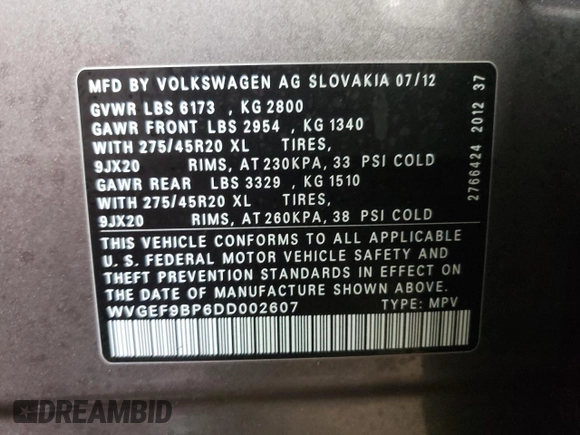 MFD BY VOLKSWAGEN AG SLOVAKIA 07/12
GVWR LBS 6173 , KG 2800
GAWR FRONT LBS 2954 , KG 1340
WITH 275/45R20 XL TIRES,
9JX20 RIMS, AT 230KPA, 33 PSI COLD
GAWR REAR LBS 3329 , KG 1510
WITH 275/45R20 XL TIRES,
9JX20 RIMS, AT 260KPA, 38 PSI COLD
THIS VEHICLE CONFORMS TO ALL APPLICABLE
U.S. FEDERAL MOTOR VEHICLE SAFETY AND
THEFT PREVENTION STANDARDS IN EFFECT ON
THE DATE OF MANUFACTURE SHOWN ABOVE.
WVGEF9BP6DD002607 TYPE: MPV
2766424 2012 37
DREAMBID